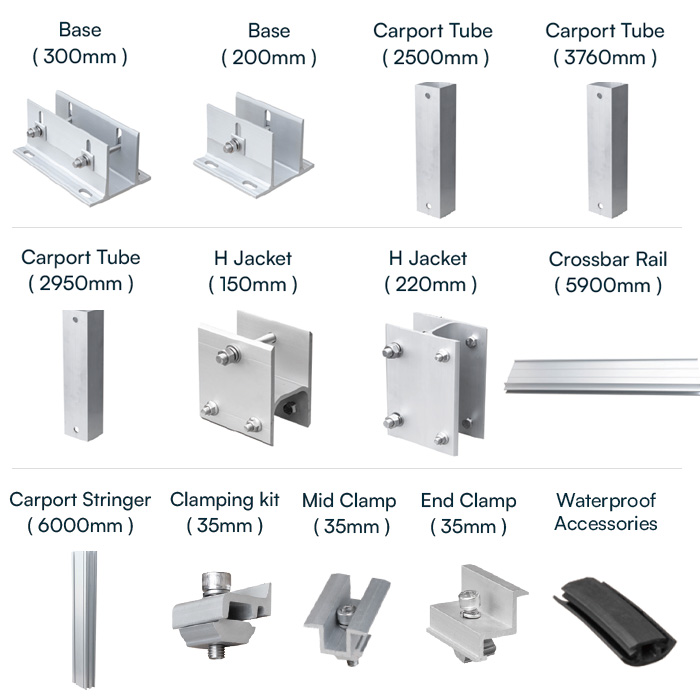 Base
( 300mm )
Base
( 200mm )
Carport Tube
( 2500mm )
Carport Tube
( 3760mm )
Carport Tube
( 2950mm )
H Jacket
( 150mm )
H Jacket
( 220mm )
Crossbar Rail
( 5900mm )
Carport Stringer
( 6000mm )
Clamping kit
( 35mm )
Mid Clamp
( 35mm )
End Clamp
( 35mm )
Waterproof
Accessories